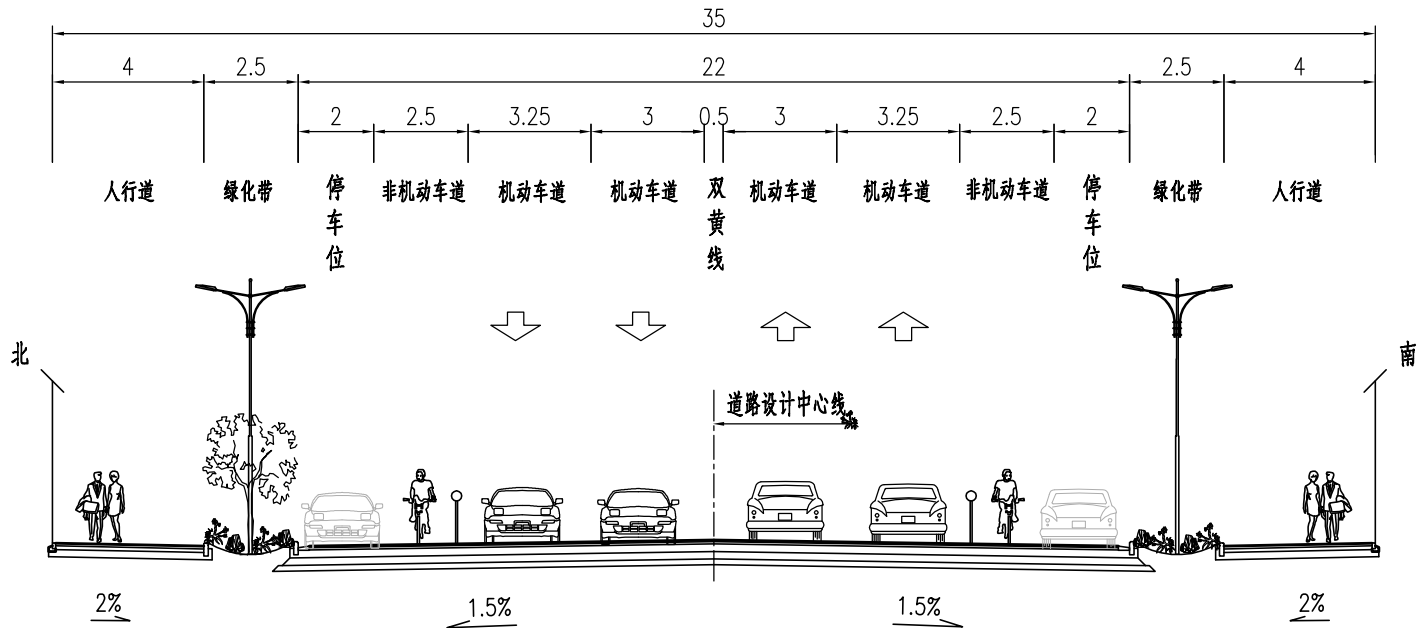 35
4 2.5 22 2.5 4
2 2.5 3.25 3 0.5 3 3.25 2.5 2
人行道 绿化带 停车位 非机动车道 机动车道 机动车道 双黄线 机动车道 机动车道 非机动车道 停车位 绿化带 人行道
北 南
道路设计中心线
2% 1.5% 1.5% 2%